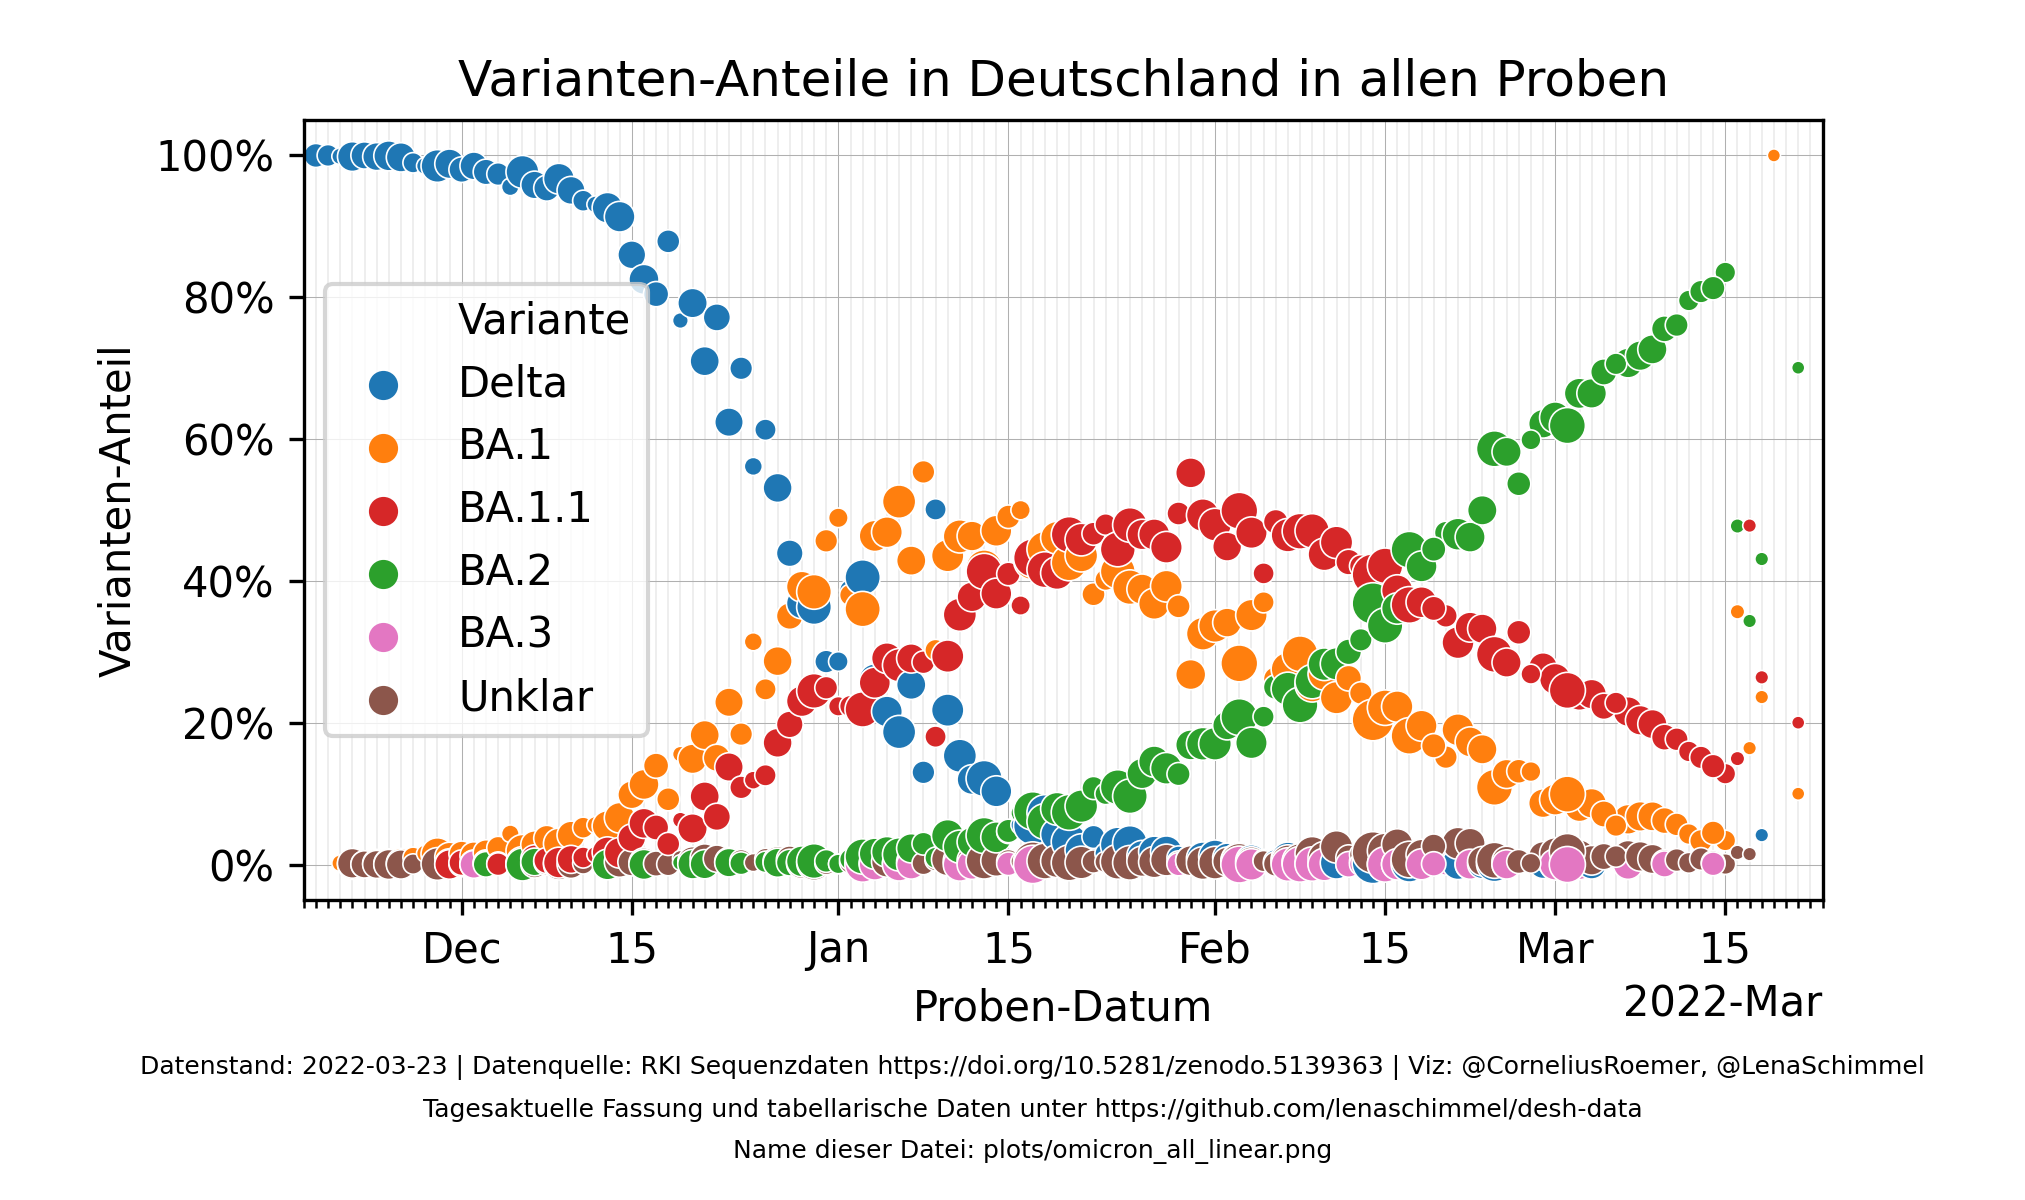 Varianten-Anteile in Deutschland in allen Proben
100%
80%
60%
40%
20%
0%
Varianten-Anteil
Variante
Delta
BA.1
BA.1.1
BA.2
BA.3
Unklar
Dec 15 Jan 15 Feb 15 Mar 15
2022-Mar
Proben-Datum
Datenstand: 2022-03-23 | Datenquelle: RKI Sequenzdaten https://doi.org/10.5281/zenodo.5139363 | Viz: @CorneliusRoemer, @LenaSchimmel
Tagesaktuelle Fassung und tabellarische Daten unter https://github.com/lenaschimmel/desh-data
Name dieser Datei: plots/omicron_all_linear.png